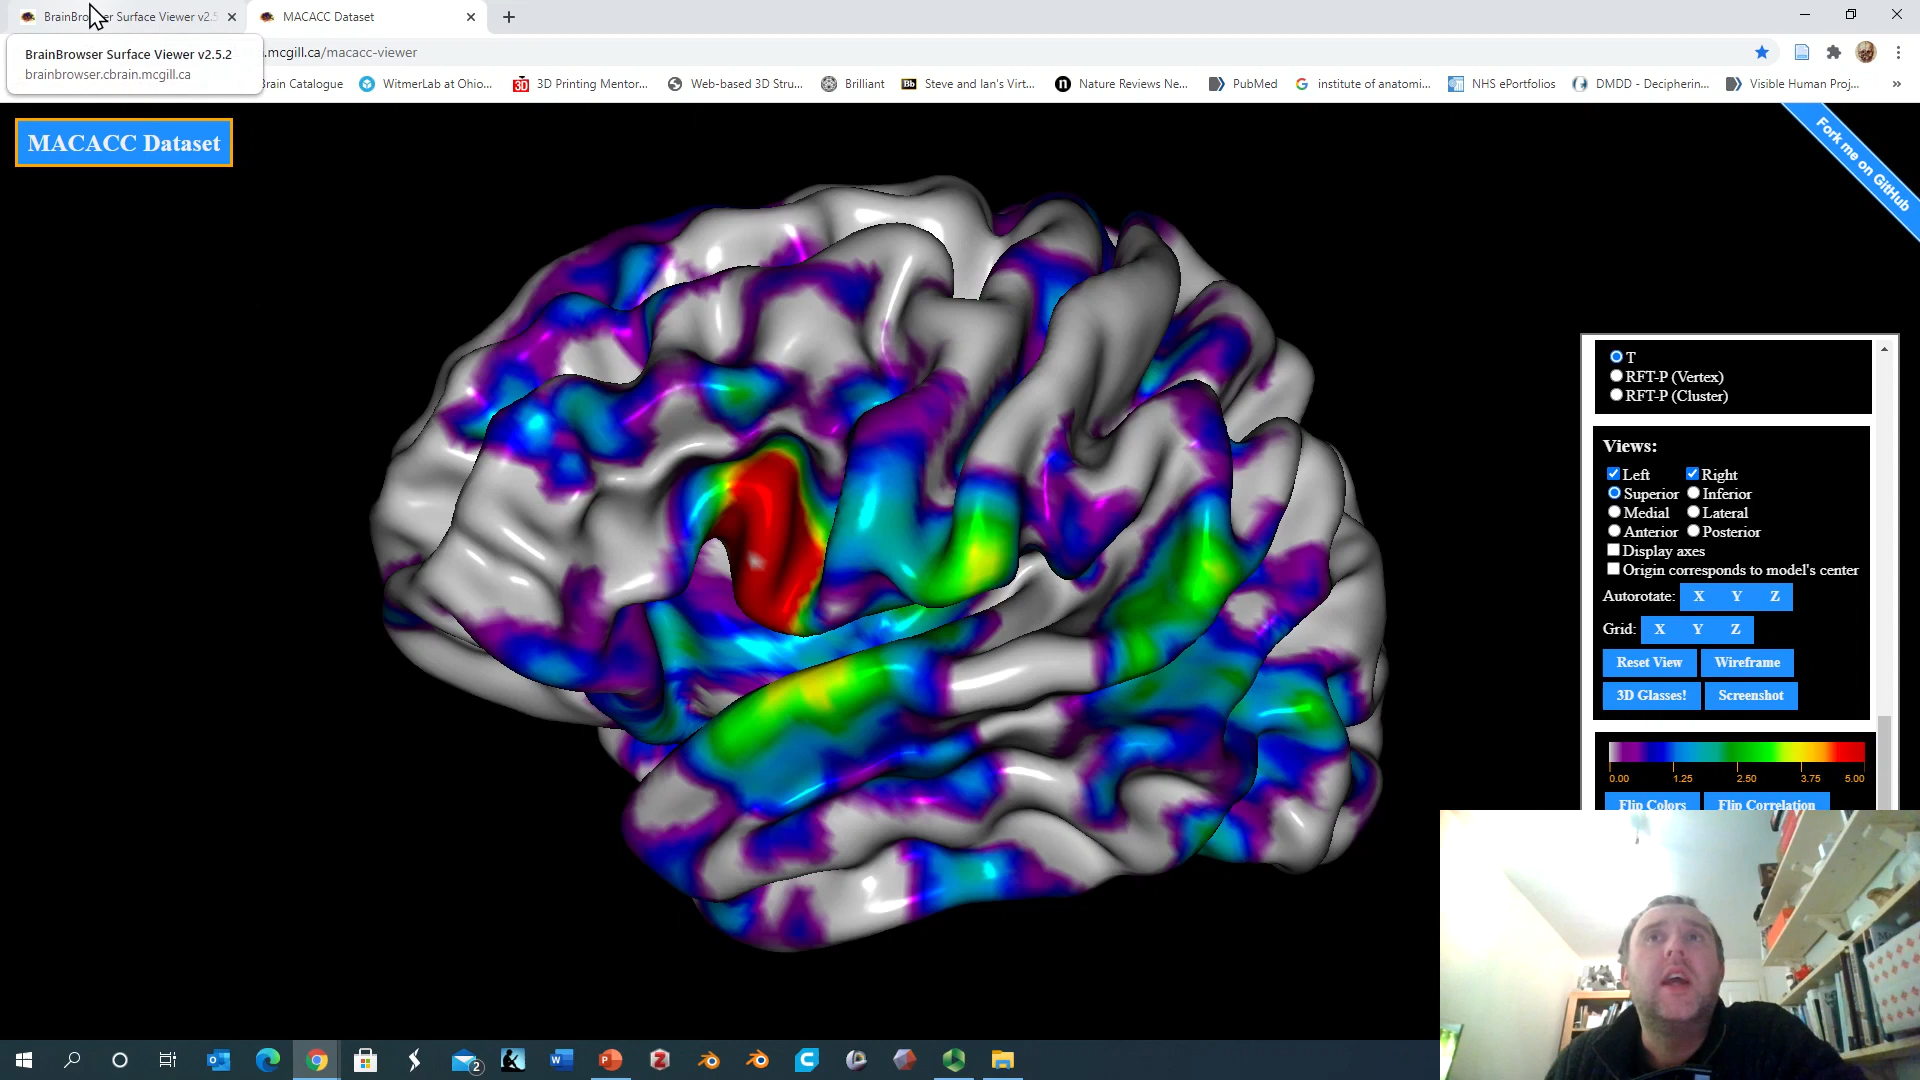 BrainBrowser Surface Viewer v2.5
MACACC Dataset
BrainBrowser Surface Viewer v2.5.2
brainbrowser.cbrain.mcgill.ca
.mcgill.ca/macacc-viewer
Brain Catalogue
WitmerLab at Ohio...
3D Printing Mentor...
Web-based 3D Stru...
Brilliant
Bb
Steve and Ian's Virt...
Nature Reviews Ne...
PubMed
institute of anatomi...
NHS ePortfolios
DMDD - Decipherin...
Visible Human Proj...
MACACC Dataset
Fork me on GitHub
T
RFT-P (Vertex)
RFT-P (Cluster)
Views:
Left Right
Superior Inferior
Medial Lateral
Anterior Posterior
Display axes
Origin corresponds to model's center
Autorotate: X Y Z
Grid: X Y Z
Reset View Wireframe
3D Glasses! Screenshot
0.00 1.25 2.50 3.75 5.00
Flip Colors Flip Correlation
2